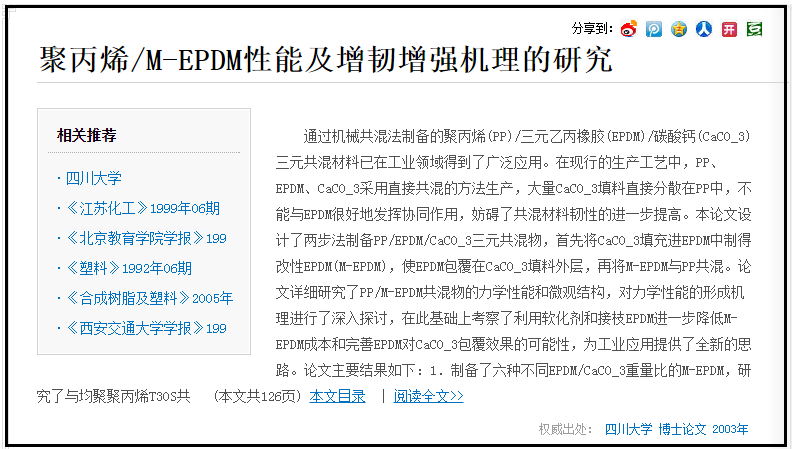 分享到：
聚丙烯/M-EPDM性能及增韧增强机理的研究
相关推荐
· 四川大学
· 《江苏化工》1999年06期
· 《北京教育学院学报》199
· 《塑料》1992年06期
· 《合成树脂及塑料》2005年
· 《西安交通大学学报》199
通过机械共混法制备的聚丙烯(PP)/三元乙丙橡胶(EPDM)/碳酸钙(CaCO_3)
三元共混材料已在工业领域得到了广泛应用。在现行的生产工艺中，PP、
EPDM、CaCO_3采用直接共混的方法生产，大量CaCO_3填料直接分散在PP中，不
能与EPDM很好地发挥协同作用，妨碍了共混材料韧性的进一步提高。本论文设
计了两步法制备PP/EPDM/CaCO_3三元共混物，首先将CaCO_3填充进EPDM中制得
改性EPDM(M-EPDM)，使EPDM包覆在CaCO_3填料外层，再将M-EPDM与PP共混。论
文详细研究了PP/M-EPDM共混物的力学性能和微观结构，对力学性能的形成机
理进行了深入探讨，在此基础上考察了利用软化剂和接枝EPDM进一步降低M-
EPDM成本和完善EPDM对CaCO_3包覆效果的可能性，为工业应用提供了全新的思
路。论文主要结果如下：1．制备了六种不同EPDM/CaCO_3重量比的M-EPDM，研
究了与均聚聚丙烯T30S共 (本文共126页) 本文目录 | 阅读全文>>
权威出处： 四川大学 博士论文 2003年